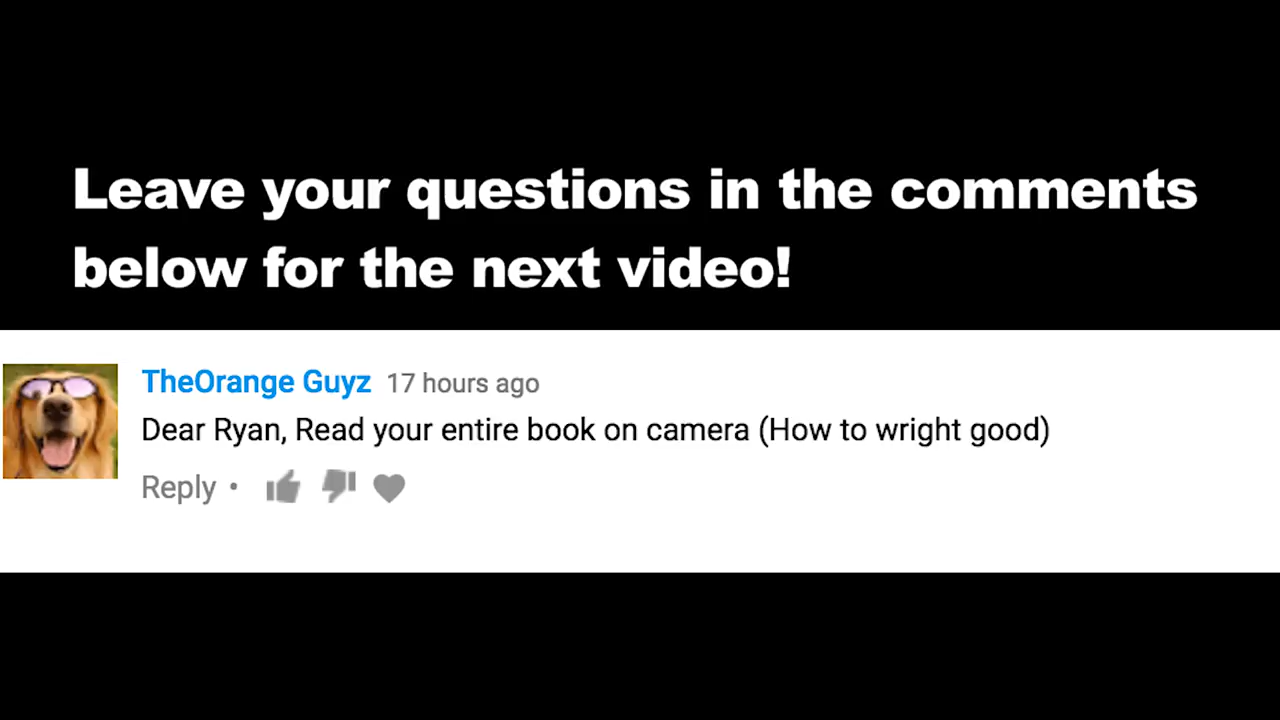 Leave your questions in the comments
below for the next video!
TheOrange Guyz 17 hours ago
Dear Ryan, Read your entire book on camera (How to wright good)
Reply •